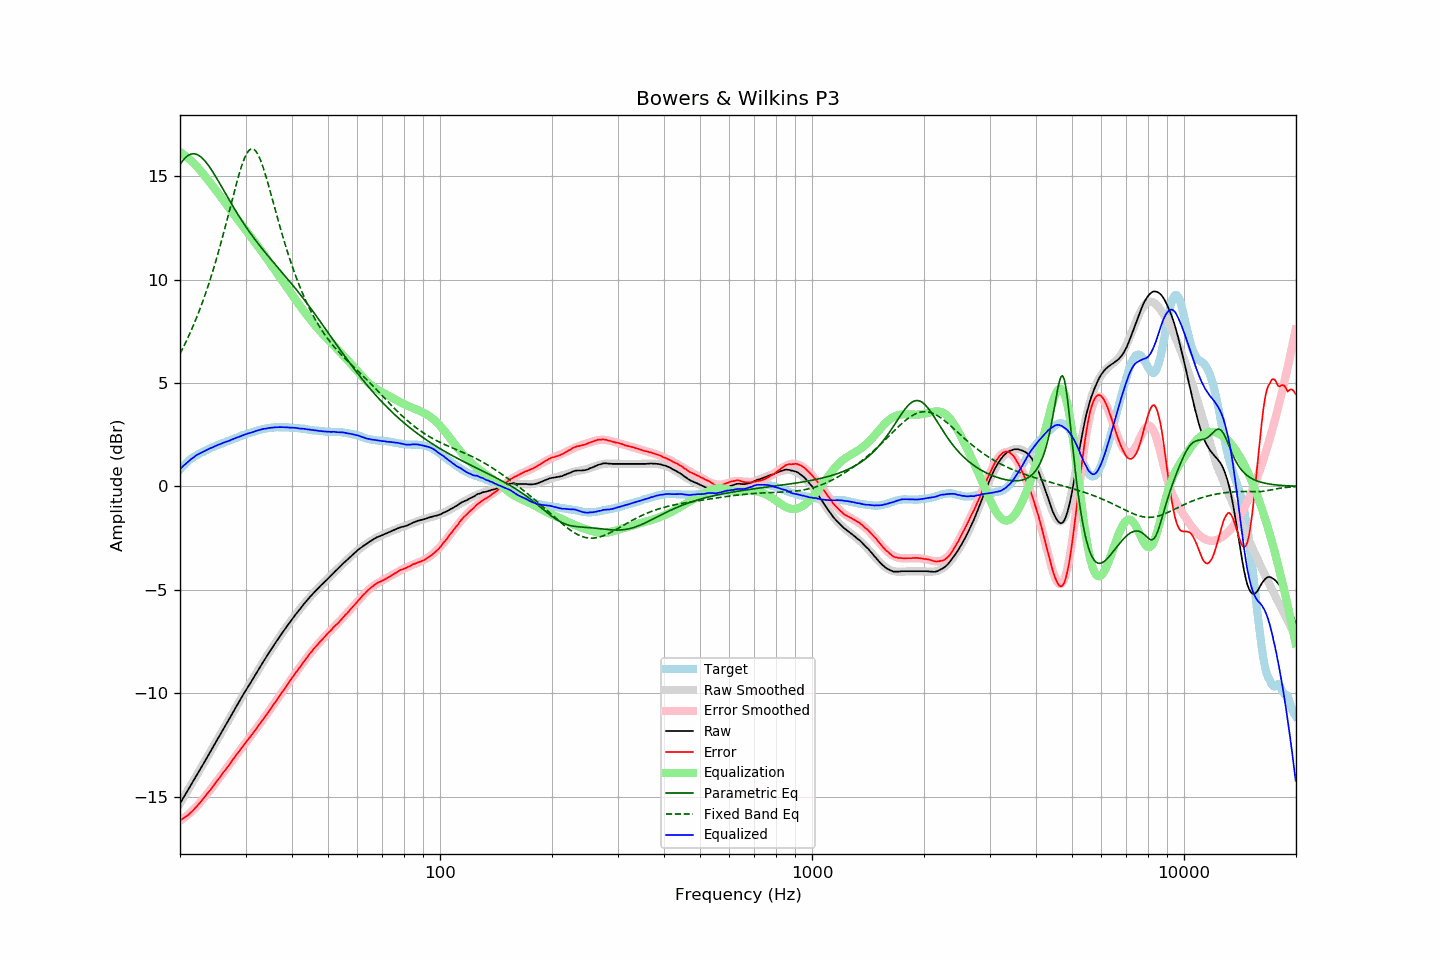 Bowers & Wilkins P3
Amplitude (dBr)
15
10
5
0
−5
−10
−15
Target
Raw Smoothed
Error Smoothed
Raw
Error
Equalization
Parametric Eq
Fixed Band Eq
Equalized
100
1000
10000
Frequency (Hz)